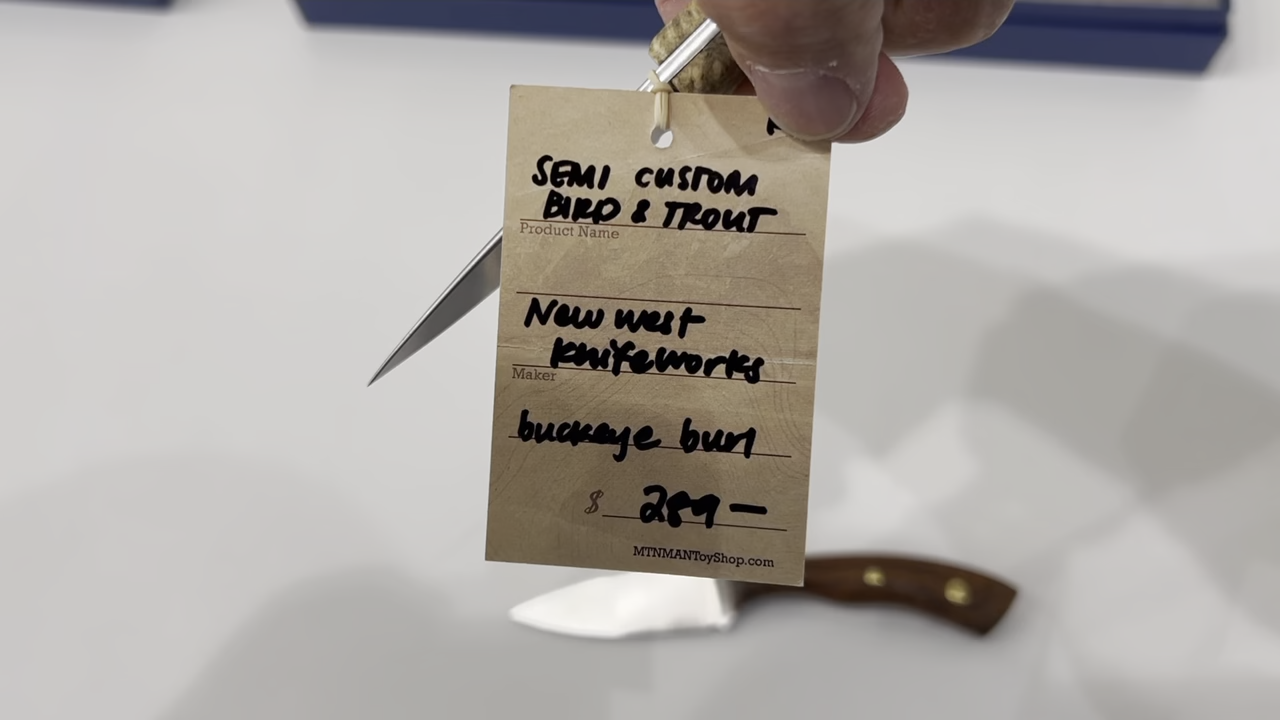 SEMI CUSTOM
BIRD & TROUT
Product Name
New west
knifeworks
Maker
buckeye burl
$ 289 —
MTNMANToyShop.com